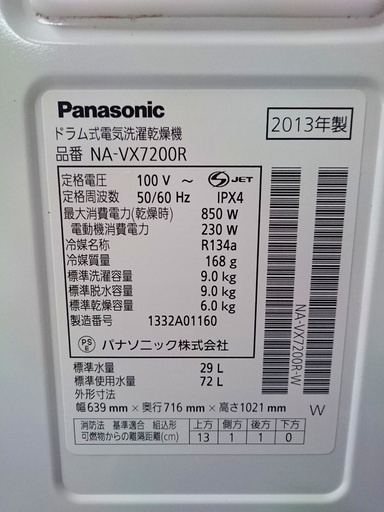 Panasonic
2013年製
ドラム式電気洗濯乾燥機
品番 NA-VX7200R
定格電圧 100 V ~ S JET
定格周波数 50/60 Hz IPX4
最大消費電力(乾燥時) 850 W
電動機消費電力 230 W
冷媒名称 R134a
冷媒質量 168 g
標準洗濯容量 9.0 kg
標準脱水容量 9.0 kg
標準乾燥容量 6.0 kg
製造番号 1332A01160
PSE パナソニック株式会社
NA-VX7200R-W
標準水量 29 L
標準使用水量 72 L
外形寸法
幅639 mm × 奥行716 mm × 高さ1021 mm W
消防法 基準適合 組込形 上方 側方 後方 下方
可燃物からの離隔距離(cm) 13 1 1 0